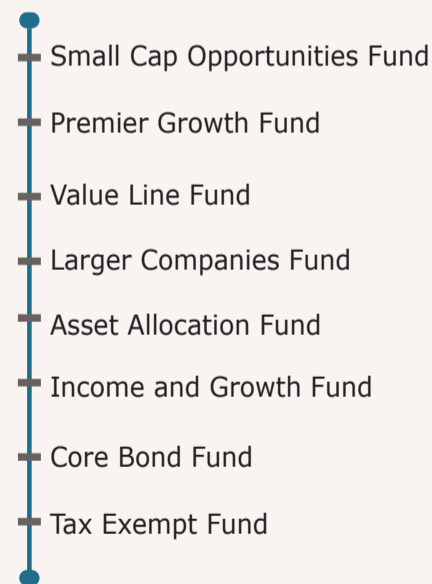 Small Cap Opportunities Fund
Premier Growth Fund
Value Line Fund
Larger Companies Fund
Asset Allocation Fund
Income and Growth Fund
Core Bond Fund
Tax Exempt Fund